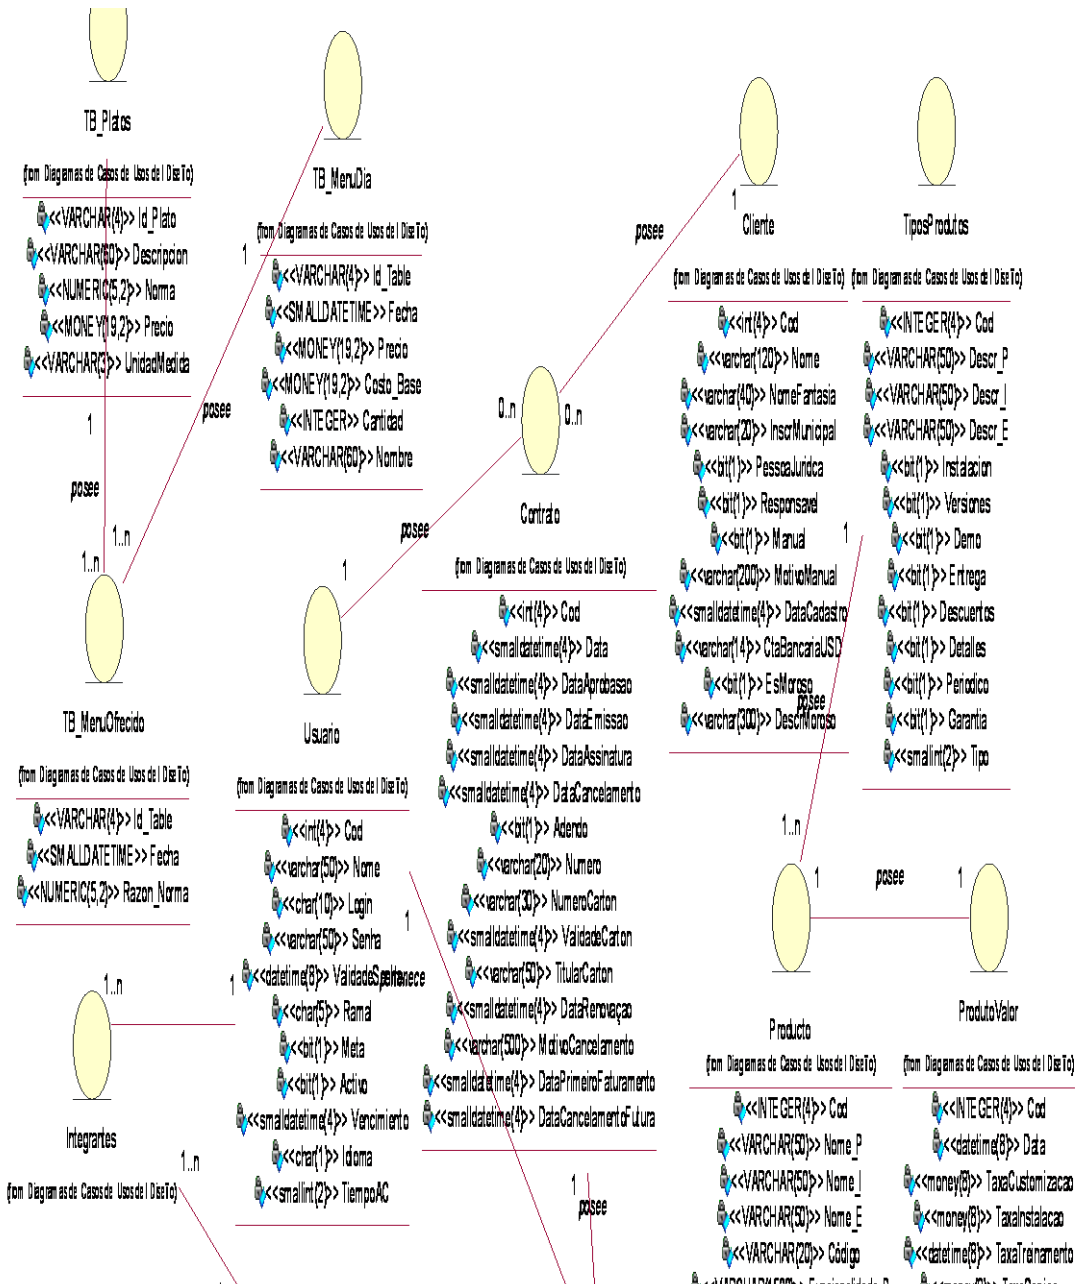 TB_Platos
(from Diagramas de Casos de Usos del DiseTo)
<<VARCHAR(4)>> Id_Plato
<<VARCHAR(60)>> Descripcion
<<NUMERIC(5,2)>> Norma
<<MONEY(19,2)>> Precio
<<VARCHAR(3)>> UnidadMedida
1
posee
1..n
TB_MenuDia
(from Diagramas de Casos de Usos del DiseTo)
<<VARCHAR(4)>> Id_Table
<<SMALLDATETIME>> Fecha
<<MONEY(19,2)>> Precio
<<MONEY(19,2)>> Costo_Base
<<INTEGER>> Cantidad
<<VARCHAR(60)>> Nombre
1
posee
1..n
TB_MenuOfrecido
(from Diagramas de Casos de Usos del DiseTo)
<<VARCHAR(4)>> Id_Table
<<SMALLDATETIME>> Fecha
<<NUMERIC(5,2)>> Razon_Norma
Cliente
(from Diagramas de Casos de Usos del DiseTo)
<<int(4)>> Cod
<<varchar(120)>> Nome
<<varchar(40)>> NomeFantasia
<<varchar(20)>> InscrMunicipal
<<bit(1)>> PessoaJuridca
<<bit(1)>> Responsavel
<<bit(1)>> Manual
<<varchar(200)>> MotivoManual
<<smalldatetime(4)>> DataCadastro
<<varchar(14)>> CtaBancariaUSD
<<bit(1)>> EsMoroso
<<varchar(300)>> DescrMoroso
1
posee
0..n
TiposProdutos
(from Diagramas de Casos de Usos del DiseTo)
<<INTEGER(4)>> Cod
<<VARCHAR(50)>> Descr_P
<<VARCHAR(50)>> Descr_I
<<VARCHAR(50)>> Descr_E
<<bit(1)>> Instalacion
<<bit(1)>> Versiones
<<bit(1)>> Demo
<<bit(1)>> Entrega
<<bit(1)>> Descuentos
<<bit(1)>> Detalles
<<bit(1)>> Periodico
<<bit(1)>> Garantia
<<smallint(2)>> Tipo
1
posee
1..n
Contrato
(from Diagramas de Casos de Usos del DiseTo)
<<int(4)>> Cod
<<smalldatetime(4)>> Data
<<smalldatetime(4)>> DataAprobasao
<<smalldatetime(4)>> DataEmissao
<<smalldatetime(4)>> DataAssinatura
<<smaldatetime(4)>> DataCancelamento
<<bit(1)>> Adendo
<<varchar(20)>> Numero
<<varchar(30)>> NumeroCarton
<<smalldatetime(4)>> ValidadeCarton
<<varchar(50)>> TitularCarton
<<smalldatetime(4)>> DataRenovaçao
<<varchar(500)>> MotivoCancelamento
<<smalldatetime(4)>> DataPrimeiroFaturamento
<<smalldatetime(4)>> DataCancelamentoFutura
0..n
posee
1
1
posee
Usuario
(from Diagramas de Casos de Usos del DiseTo)
<<int(4)>> Cod
<<varchar(50)>> Nome
<<char(10)>> Login
<<varchar(50)>> Senha
<<datetime(8)>> ValidadeSenha
<<char(5)>> Ramal
<<bit(1)>> Meta
<<bit(1)>> Activo
<<smalldatetime(4)>> Vencimiento
<<char(1)>> Idioma
<<smallint(2)>> TiempoAC
1
1
1..n
Integrantes
(from Diagramas de Casos de Usos del DiseTo)
1..n
Producto
(from Diagramas de Casos de Usos del DiseTo)
<<INTEGER(4)>> Cod
<<VARCHAR(50)>> Nome_P
<<VARCHAR(50)>> Nome_I
<<VARCHAR(50)>> Nome_E
<<VARCHAR(20)>> Código
1
posee
1
ProdutoValor
(from Diagramas de Casos de Usos del DiseTo)
<<INTEGER(4)>> Cod
<<datetime(8)>> Data
<<money(8)>> TaxaCustomizacao
<<money(8)>> TaxaInstalacao
<<datetime(8)>> TaxaTreinamento